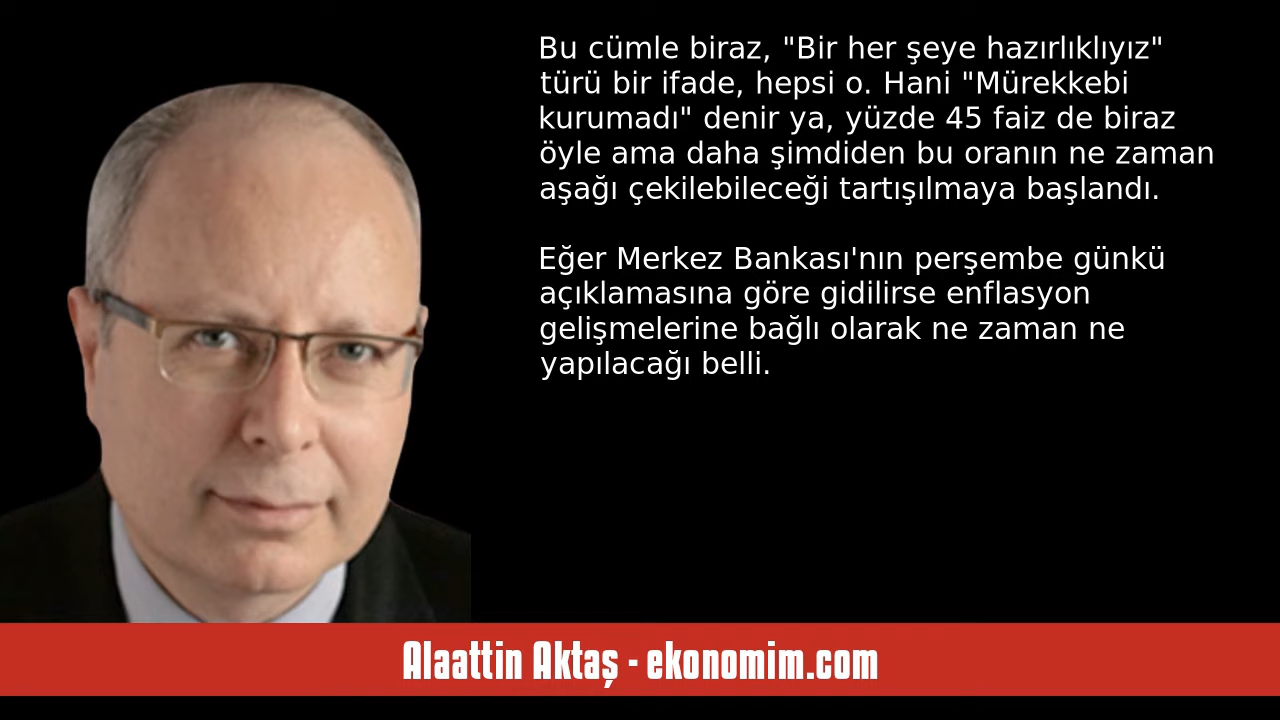 Bu cümle biraz, "Bir her şeye hazırlıklıyız"
türü bir ifade, hepsi o. Hani "Mürekkebi
kurumadı" denir ya, yüzde 45 faiz de biraz
öyle ama daha şimdiden bu oranın ne zaman
aşağı çekilebileceği tartışılmaya başlandı.
Eğer Merkez Bankası'nın perşembe günkü
açıklamasına göre gidilirse enflasyon
gelişmelerine bağlı olarak ne zaman ne
yapılacağı belli.
Alaattin Aktaş - ekonomim.com